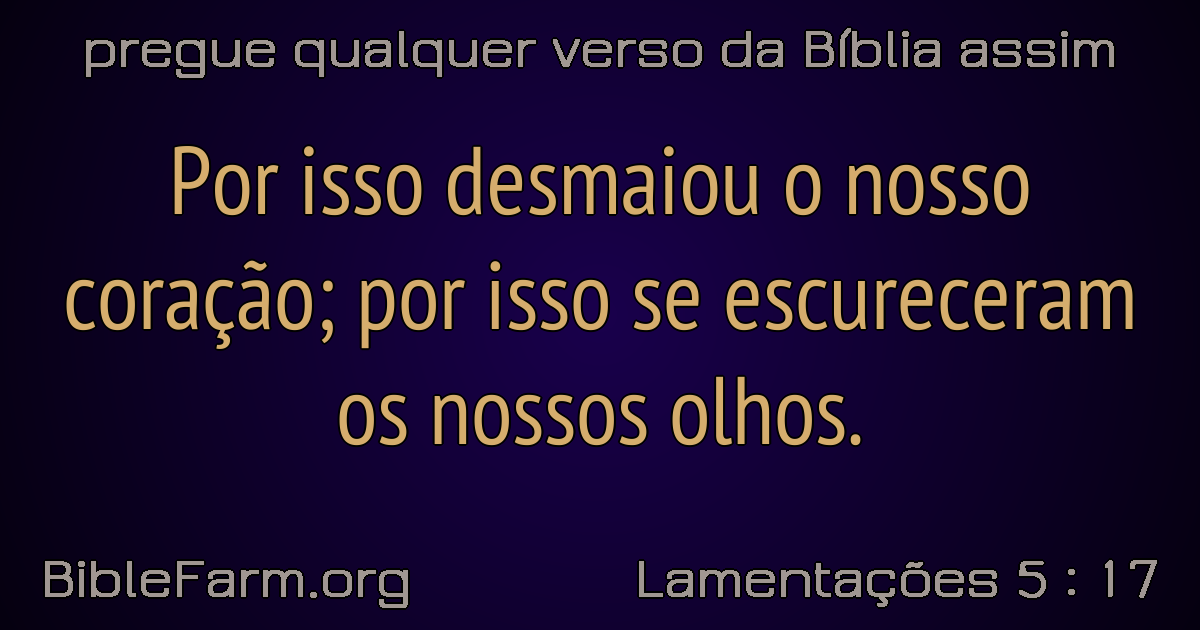 pregue qualquer verso da Bíblia assim
Por isso desmaiou o nosso
coração; por isso se escureceram
os nossos olhos.
BibleFarm.org
Lamentações 5 : 17